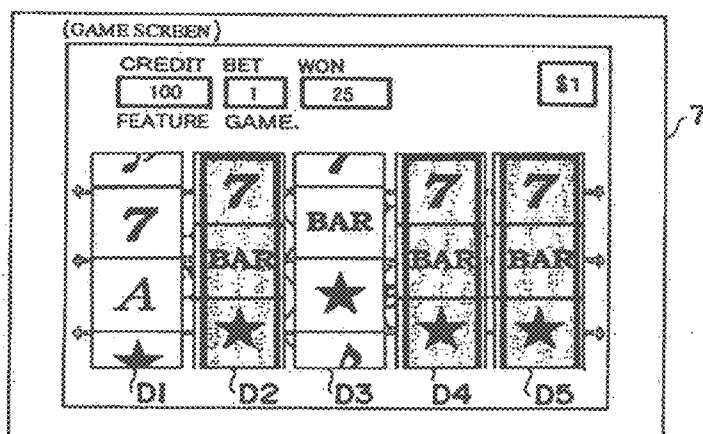 (GAME SCREEN)
CREDIT BET WON
100 1 25 $1
FEATURE GAME.
7
7 7 7 7
7 BAR
BAR BAR BAR
A
D1 D2 D3 D4 D5